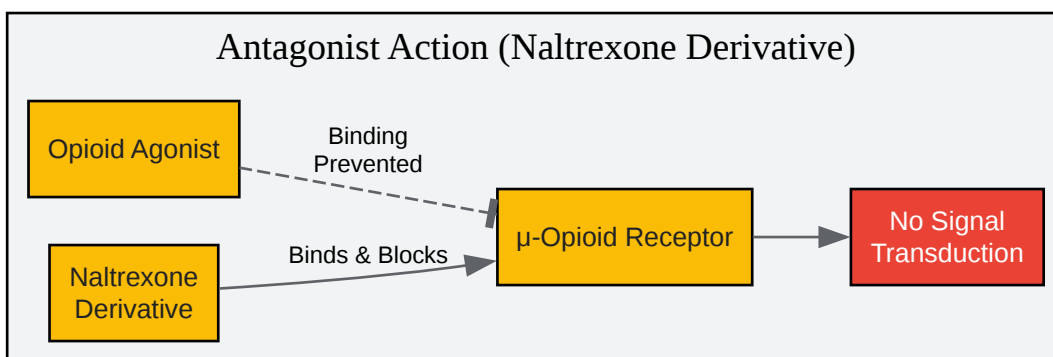 Antagonist Action (Naltrexone Derivative)
Opioid Agonist
Binding
Prevented
Naltrexone
Derivative
Binds & Blocks
μ-Opioid Receptor
No Signal
Transduction